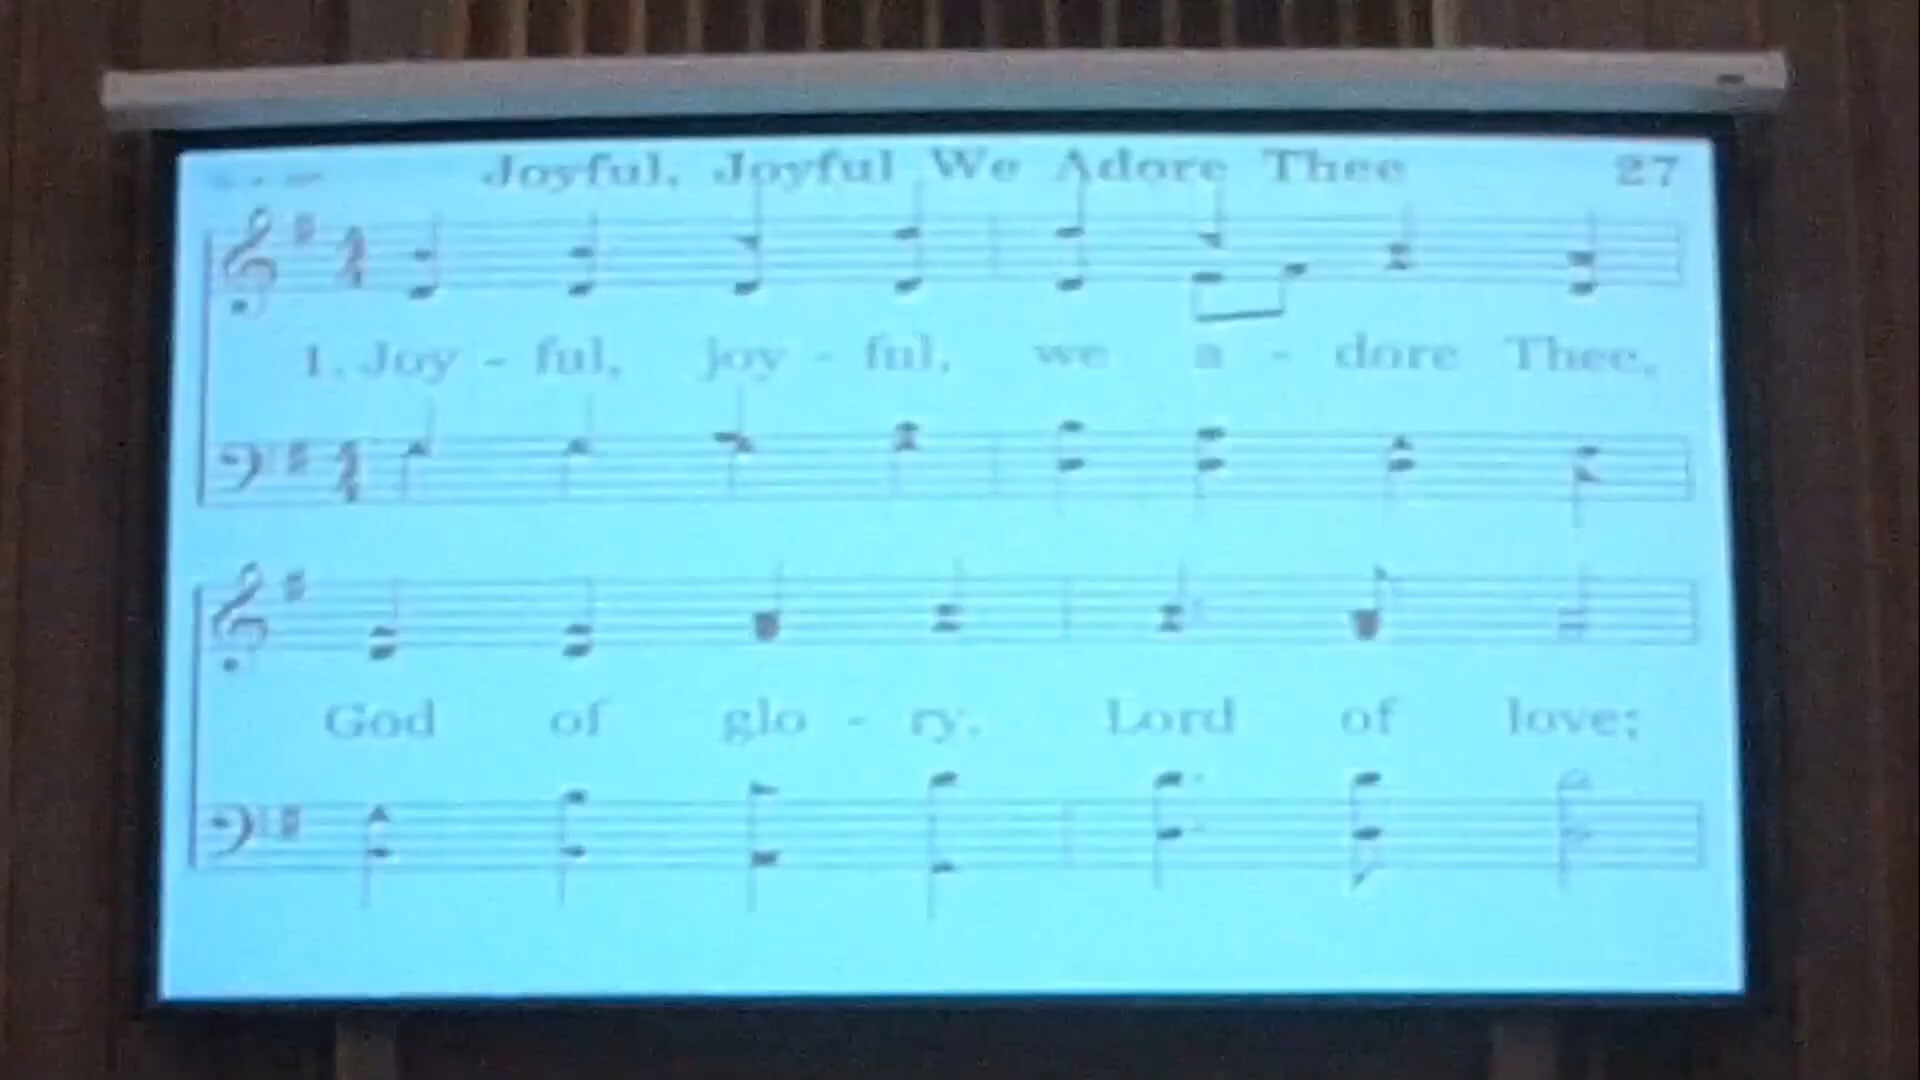 Joyful, Joyful We Adore Thee 27
1. Joy - ful, joy - ful, we a - dore Thee,
God of glo - ry, Lord of love;